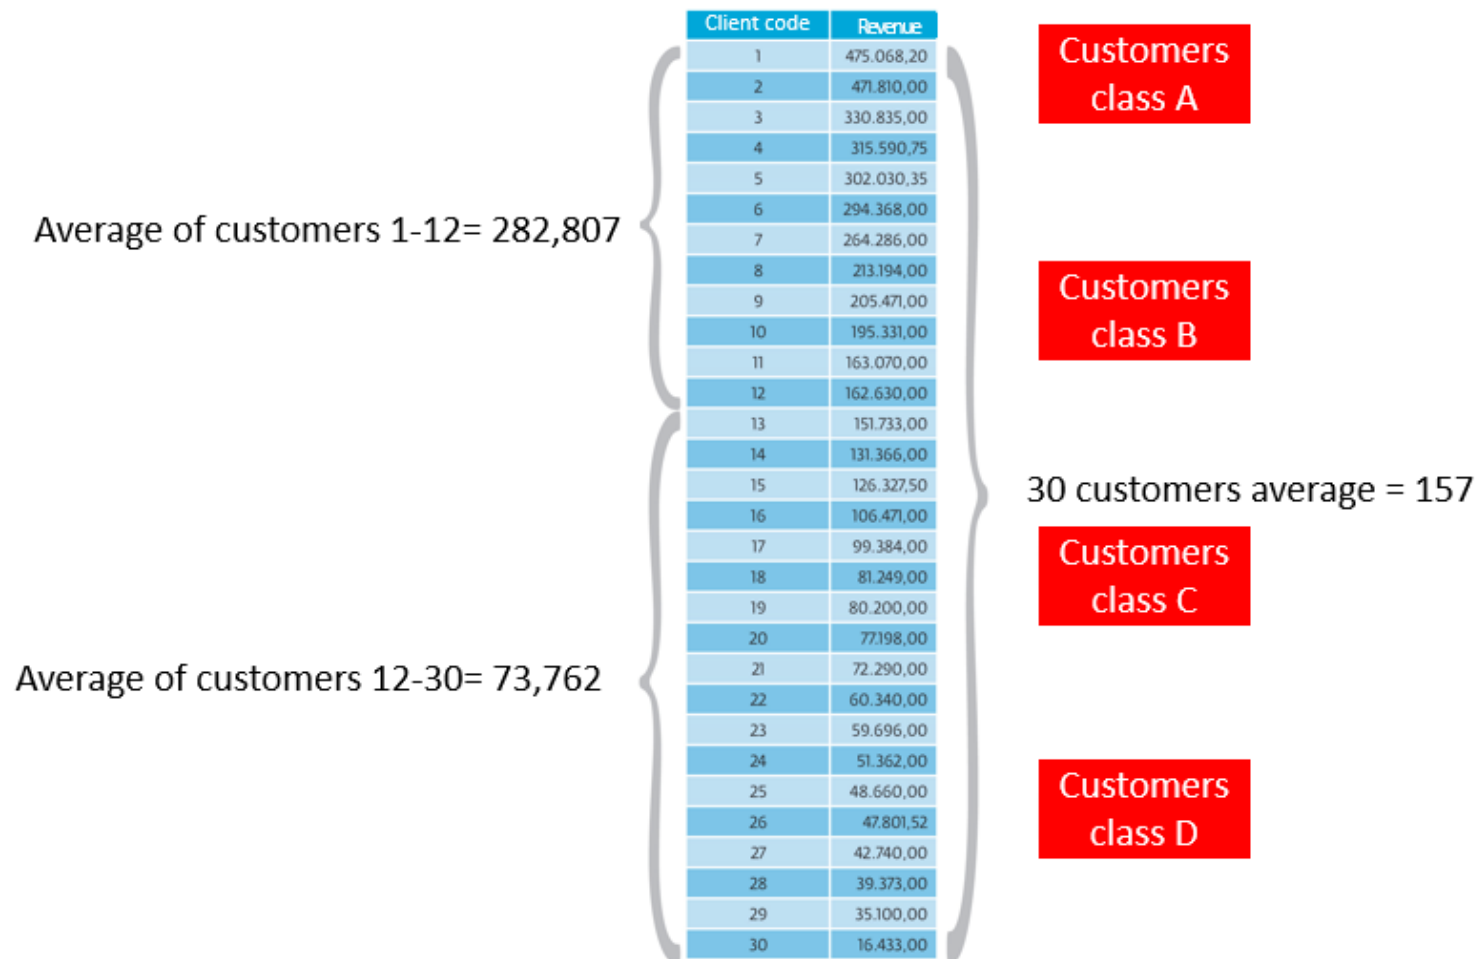 Client code Revenue
1 475.068,20
2 471.810,00
3 330.835,00
4 315.590,75
5 302.030,35
6 294.368,00
7 264.286,00
8 213.194,00
9 205.471,00
10 195.331,00
11 163.070,00
12 162.630,00
13 151.733,00
14 131.366,00
15 126.327,50
16 106.471,00
17 99.384,00
18 81.249,00
19 80.200,00
20 77.198,00
21 72.290,00
22 60.340,00
23 59.696,00
24 51.362,00
25 48.660,00
26 47.801,52
27 42.740,00
28 39.373,00
29 35.100,00
30 16.433,00
Average of customers 1-12= 282,807
Average of customers 12-30= 73,762
Customers
class A
Customers
class B
30 customers average = 157
Customers
class C
Customers
class D